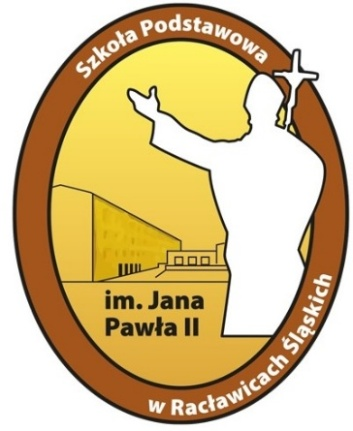 Szkoła Podstawowa
im. Jana
Pawła II
w Racławicach Śląskich